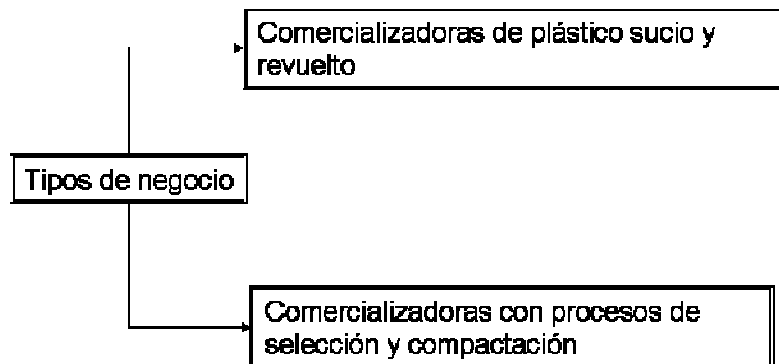 Comercializadoras de plástico sucio y
revuelto
Tipos de negocio
Comercializadoras con procesos de
selección y compactación